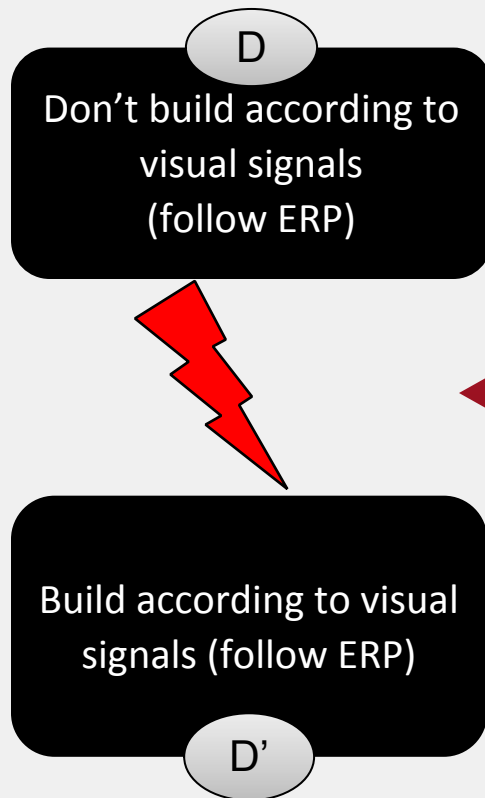 D
Don’t build according to
visual signals
(follow ERP)
Build according to visual
signals (follow ERP)
D’